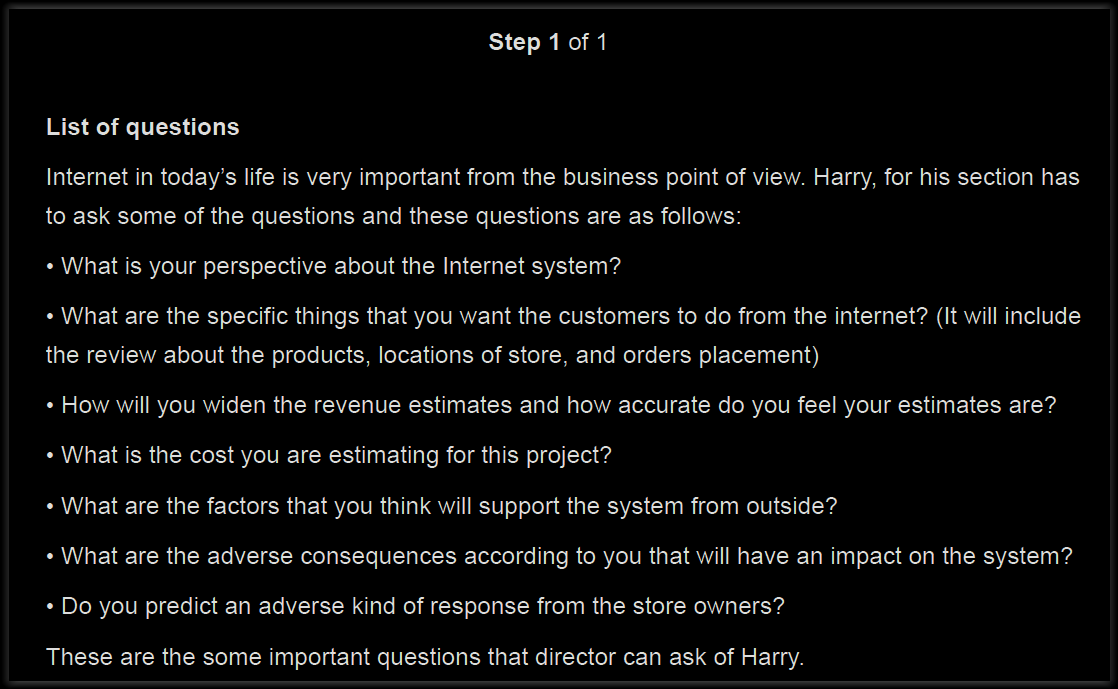 Step 1 of 1
List of questions
Internet in today’s life is very important from the business point of view. Harry, for his section has
to ask some of the questions and these questions are as follows:
• What is your perspective about the Internet system?
• What are the specific things that you want the customers to do from the internet? (It will include
the review about the products, locations of store, and orders placement)
• How will you widen the revenue estimates and how accurate do you feel your estimates are?
• What is the cost you are estimating for this project?
• What are the factors that you think will support the system from outside?
• What are the adverse consequences according to you that will have an impact on the system?
• Do you predict an adverse kind of response from the store owners?
These are the some important questions that director can ask of Harry.